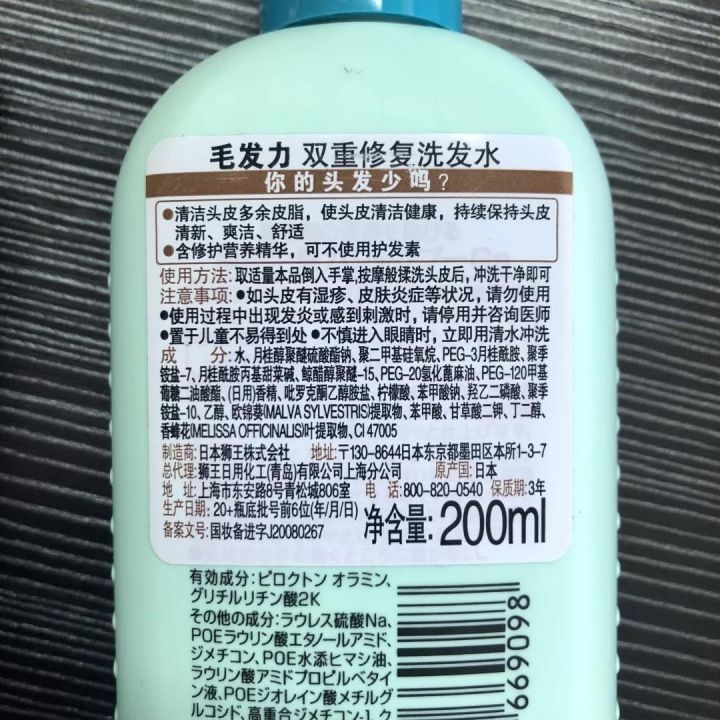 毛发力 双重修复洗发水
你的头发少吗？
●清洁头皮多余皮脂，使头皮清洁健康，持续保持头皮
清新、爽洁、舒适
●含修护营养精华，可不使用护发素
使用方法：取适量本品倒入手掌，按摩般揉洗头皮后，冲洗干净即可
注意事项：●如头皮有湿疹、皮肤炎症等状况，请勿使用
●使用过程中出现发炎或感到刺激时，请停用并咨询医师
●置于儿童不易得到处 ●不慎进入眼睛时，立即用清水冲洗
成　　分：水、月桂醇聚醚硫酸酯钠、聚二甲基硅氧烷、PEG-3月桂酰胺、聚季
铵盐-7、月桂酰胺丙基甜菜碱、鲸醋醇聚醚-15、PEG-20氢化蓖麻油、PEG-120甲基
葡糖二油酸酯、(日用)香精、吡罗克酮乙醇胺盐、柠檬酸、苯甲酸钠、羟乙二磷酸、聚季
铵盐-10、乙醇、欧锦葵(MALVA SYLVESTRIS)提取物、苯甲酸、甘草酸二钾、丁二醇、
香蜂花(MELISSA OFFICINALIS)叶提取物、CI 47005
制造商：日本狮王株式会社　地址：〒130-8644日本东京都墨田区本所1-3-7
总代理：狮王日用化工(青岛)有限公司上海分公司　原产国：日本
地　址：上海市东安路8号青松城806室　电　话：800-820-0540　保质期：3年
生产日期：20+瓶底批号前6位(年/月/日)
备案文号：国妆备进字J20080267
净含量：200ml
有効成分：ピロクトン オラミン、
グリチルリチン酸2K
その他の成分：ラウレス硫酸Na、
POEラウリン酸エタノールアミド、
ジメチコン、POE水添ヒマシ油、
ラウリン酸アミドプロピルベタイ
ン液、POEジオレイン酸メチルグ
ルコシド、高重合ジメチコン-1、ク
669098